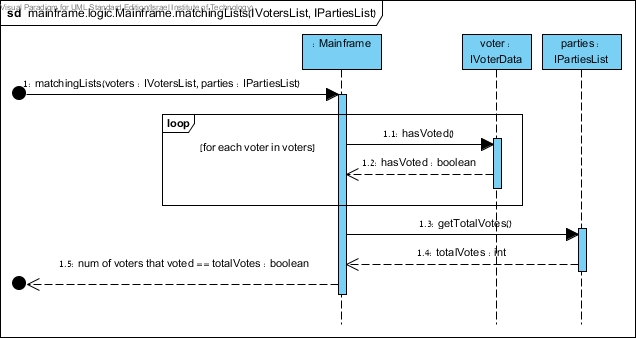 Visual Paradigm for UML Standard Edition(Israel Institute of Technology)
sd mainframe.logic.Mainframe.matchingLists(IVotersList, IPartiesList)
: Mainframe
voter :
IVoterData
parties :
IPartiesList
1: matchingLists(voters : IVotersList, parties : IPartiesList)
loop
[for each voter in voters]
1.1: hasVoted()
1.2: hasVoted : boolean
1.3: getTotalVotes()
1.4: totalVotes : int
1.5: num of voters that voted == totalVotes : boolean